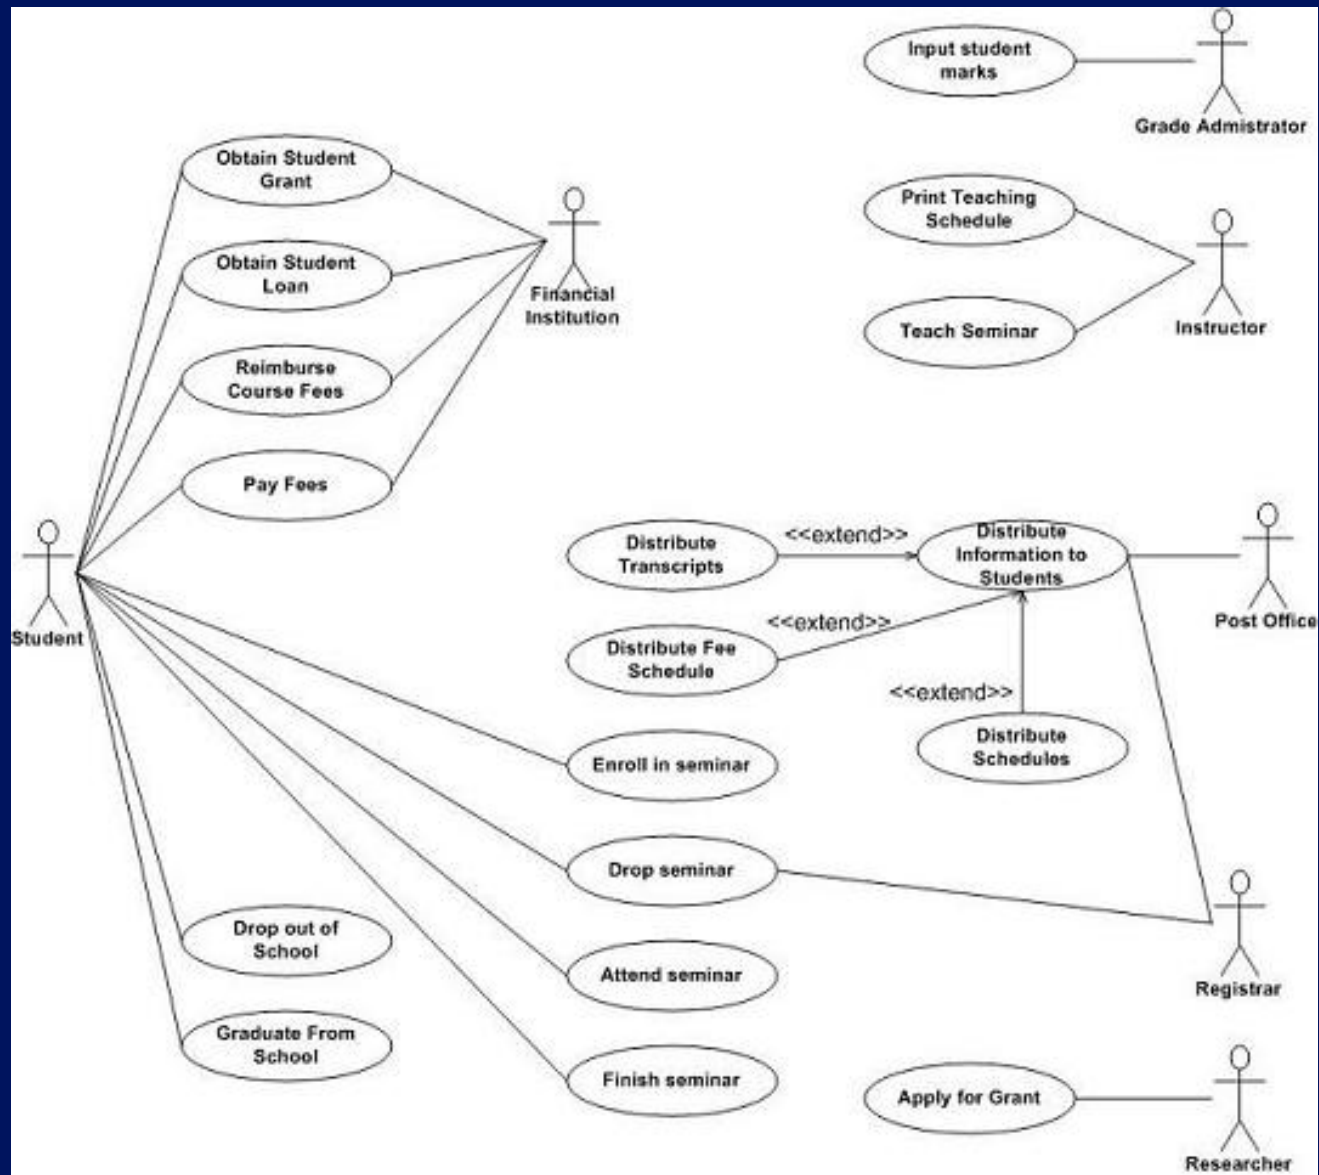 Input student
marks
Grade Admistrator
Obtain Student
Grant
Print Teaching
Schedule
Obtain Student
Loan
Financial
Institution
Teach Seminar
Instructor
Reimburse
Course Fees
Pay Fees
Student
Distribute
Transcripts
<<extend>>
Distribute
Information to
Students
Post Office
<<extend>>
Distribute Fee
Schedule
<<extend>>
Distribute
Schedules
Enroll in seminar
Drop seminar
Drop out of
School
Attend seminar
Registrar
Graduate From
School
Finish seminar
Apply for Grant
Researcher